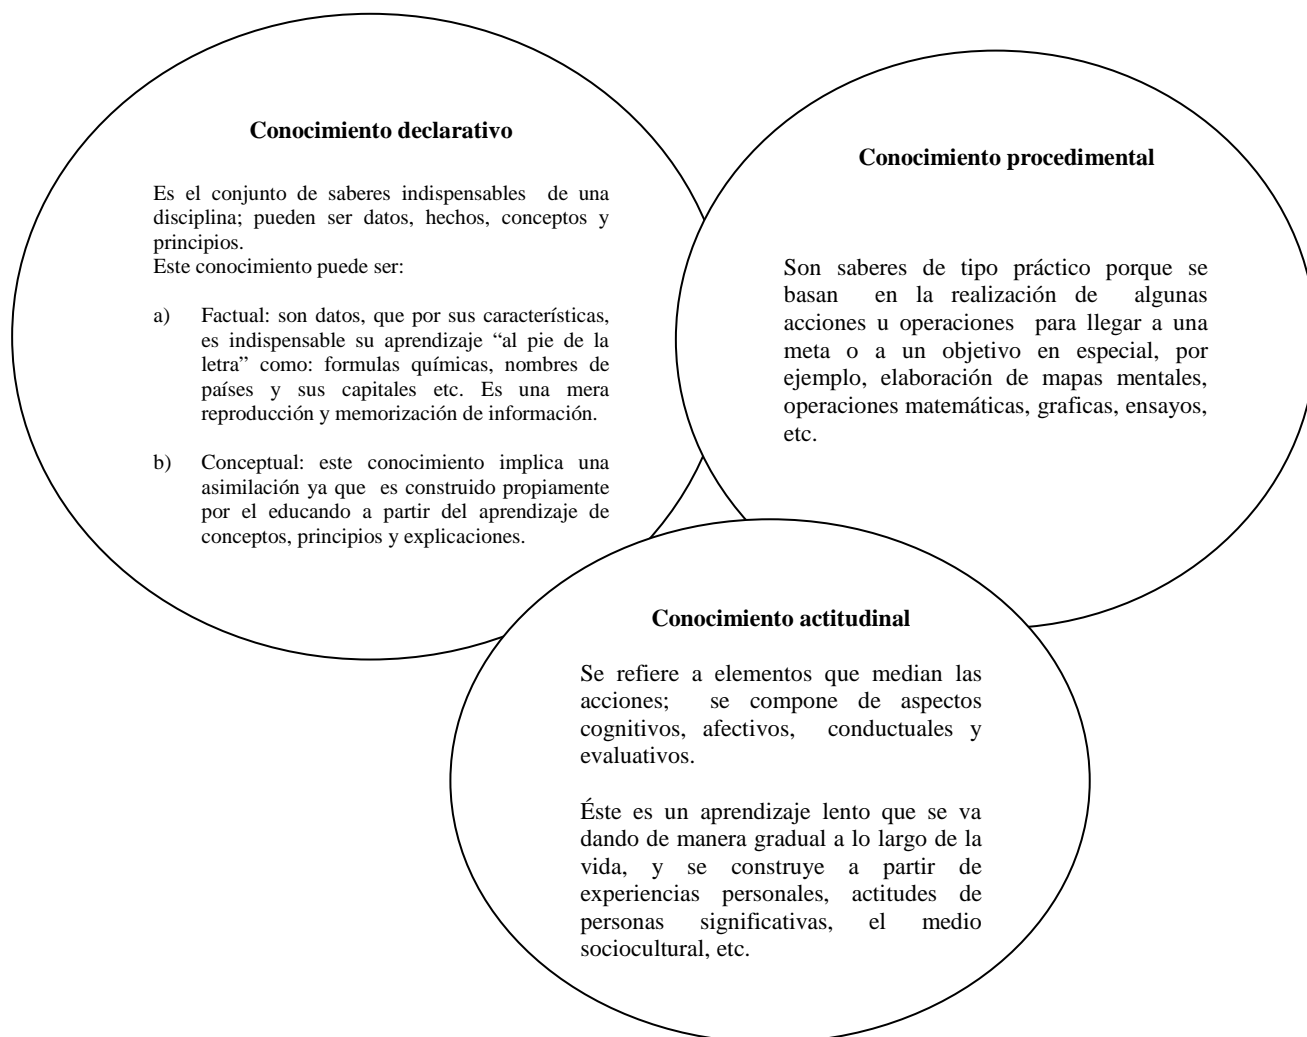 Conocimiento declarativo
Es el conjunto de saberes indispensables de una
disciplina; pueden ser datos, hechos, conceptos y
principios.
Este conocimiento puede ser:
a) Factual: son datos, que por sus características,
es indispensable su aprendizaje “al pie de la
letra” como: formulas químicas, nombres de
países y sus capitales etc. Es una mera
reproducción y memorización de información.
b) Conceptual: este conocimiento implica una
asimilación ya que es construido propiamente
por el educando a partir del aprendizaje de
conceptos, principios y explicaciones.
Conocimiento procedimental
Son saberes de tipo práctico porque se
basan en la realización de algunas
acciones u operaciones para llegar a una
meta o a un objetivo en especial, por
ejemplo, elaboración de mapas mentales,
operaciones matemáticas, graficas, ensayos,
etc.
Conocimiento actitudinal
Se refiere a elementos que median las
acciones; se compone de aspectos
cognitivos, afectivos, conductuales y
evaluativos.
Éste es un aprendizaje lento que se va
dando de manera gradual a lo largo de la
vida, y se construye a partir de
experiencias personales, actitudes de
personas significativas, el medio
sociocultural, etc.